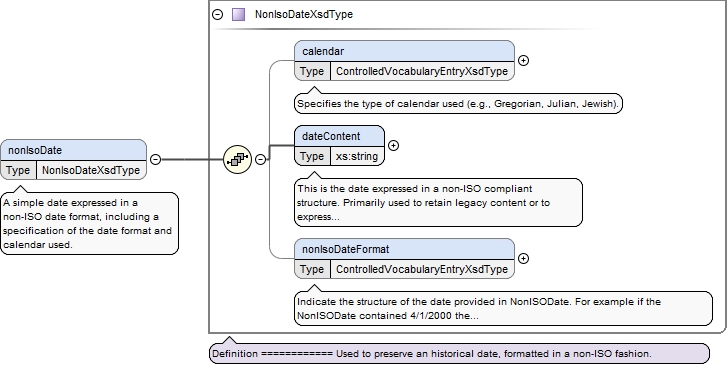 NonIsoDateXsdType
calendar
Type ControlledVocabularyEntryXsdType
Specifies the type of calendar used (e.g., Gregorian, Julian, Jewish).
dateContent
Type xs:string
This is the date expressed in a non-ISO compliant
structure. Primarily used to retain legacy content or to
express...
nonIsoDate
Type NonIsoDateXsdType
A simple date expressed in a
non-ISO date format, including a
specification of the date format and
calendar used.
nonIsoDateFormat
Type ControlledVocabularyEntryXsdType
Indicate the structure of the date provided in NonISODate. For example if the
NonISODate contained 4/1/2000 the...
Definition ============ Used to preserve an historical date, formatted in a non-ISO fashion.